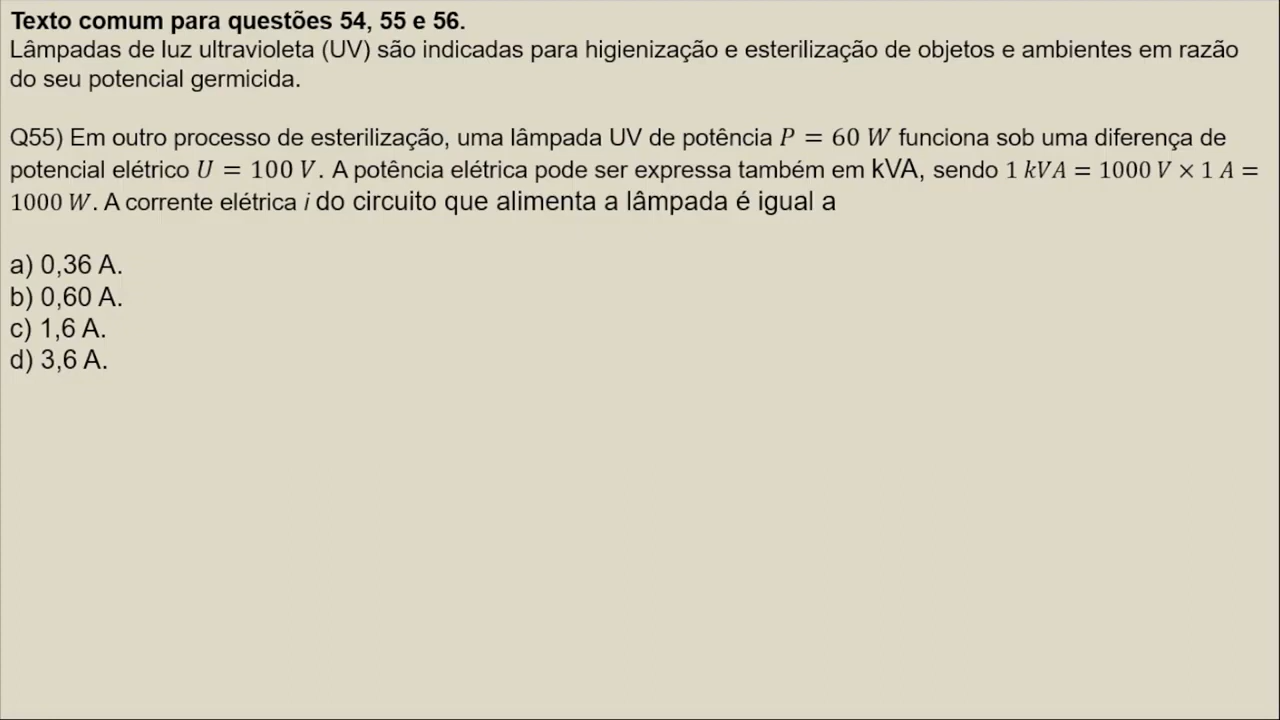 Texto comum para questões 54, 55 e 56.
Lâmpadas de luz ultravioleta (UV) são indicadas para higienização e esterilização de objetos e ambientes em razão
do seu potencial germicida.
Q55) Em outro processo de esterilização, uma lâmpada UV de potência P = 60 W funciona sob uma diferença de
potencial elétrico U = 100 V. A potência elétrica pode ser expressa também em kVA, sendo 1 kVA = 1000 V × 1 A =
1000 W. A corrente elétrica i do circuito que alimenta a lâmpada é igual a
a) 0,36 A.
b) 0,60 A.
c) 1,6 A.
d) 3,6 A.